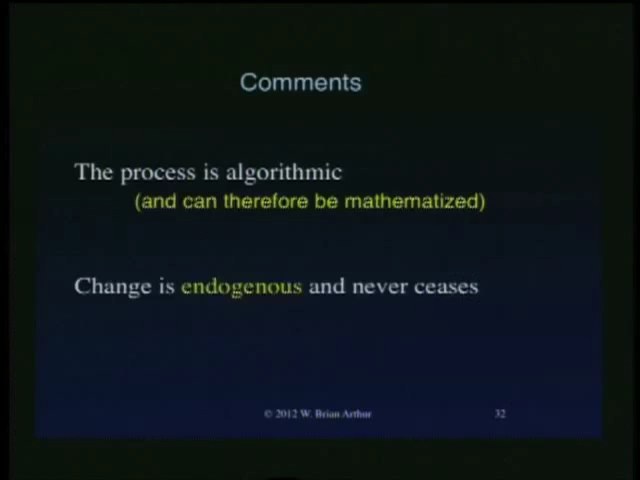 Comments
The process is algorithmic
(and can therefore be mathematized)
Change is endogenous and never ceases
© 2012 W. Brian Arthur 32